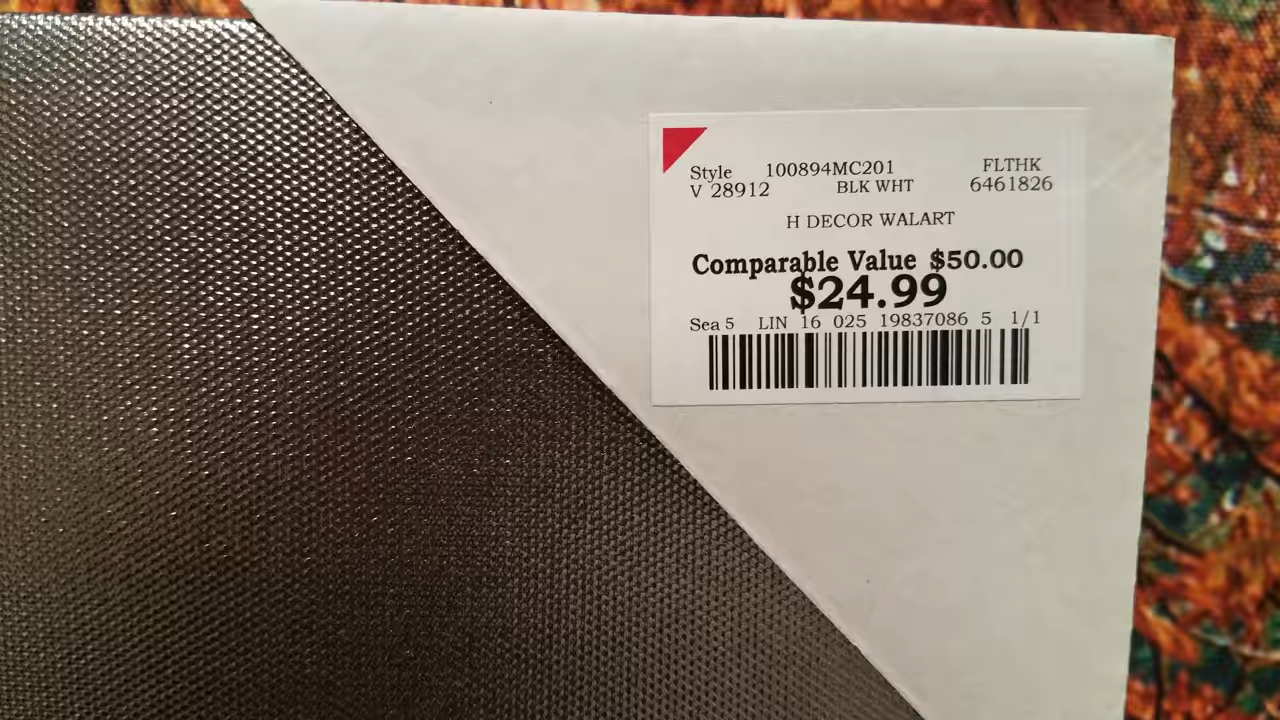 Style 100894MC201 FLTHK
V 28912 BLK WHT 6461826
H DECOR WALART
Comparable Value $50.00
$24.99
Sea 5 LIN 16 025 19837086 5 1/1